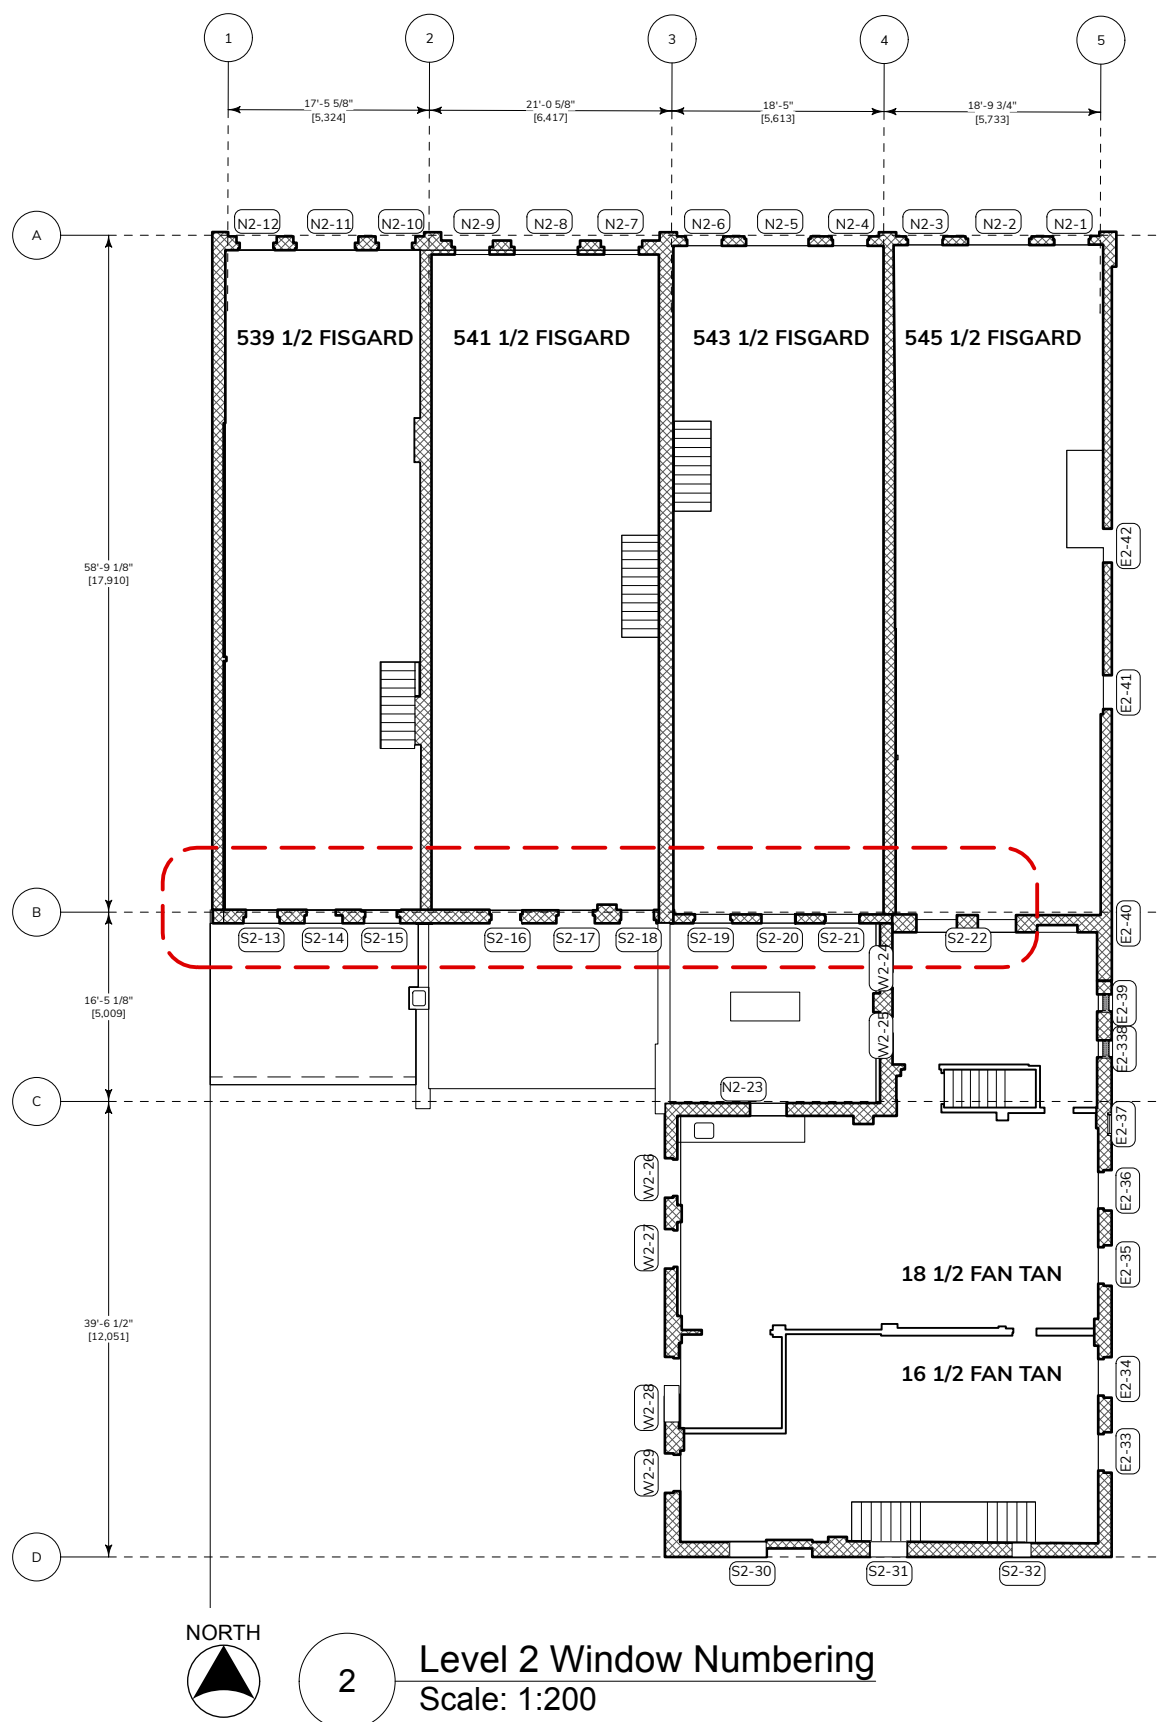 1
2
3
4
5
17'-5 5/8"
[5,324]
21'-0 5/8"
[6,417]
18'-5"
[5,613]
18'-9 3/4"
[5,733]
A
N2-12
N2-11
N2-10
N2-9
N2-8
N2-7
N2-6
N2-5
N2-4
N2-3
N2-2
N2-1
539 1/2 FISGARD
541 1/2 FISGARD
543 1/2 FISGARD
545 1/2 FISGARD
58'-9 1/8"
[17,910]
E2-42
E2-41
B
S2-13
S2-14
S2-15
S2-16
S2-17
S2-18
S2-19
S2-20
S2-21
S2-22
E2-40
W2-24
W2-25
16'-5 1/8"
[5,009]
E2-39
E2-338
C
N2-23
E2-37
W2-26
E2-36
W2-27
E2-35
18 1/2 FAN TAN
39'-6 1/2"
[12,051]
16 1/2 FAN TAN
W2-28
E2-34
W2-29
E2-33
D
S2-30
S2-31
S2-32
NORTH
2
Level 2 Window Numbering
Scale: 1:200